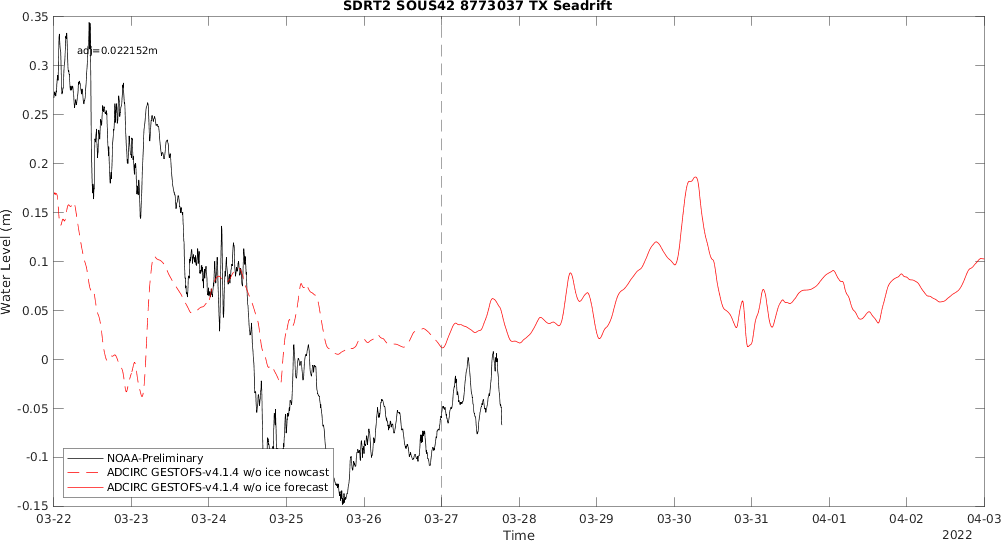 SDRT2 SOUS42 8773037 TX Seadrift
0.35
0.3
0.25
0.2
0.15
0.1
0.05
0
-0.05
-0.1
-0.15
Water Level (m)
adj=0.022152m
NOAA-Preliminary
ADCIRC GESTOFS-v4.1.4 w/o ice nowcast
ADCIRC GESTOFS-v4.1.4 w/o ice forecast
03-22 03-23 03-24 03-25 03-26 03-27 03-28 03-29 03-30 03-31 04-01 04-02 04-03
Time
2022